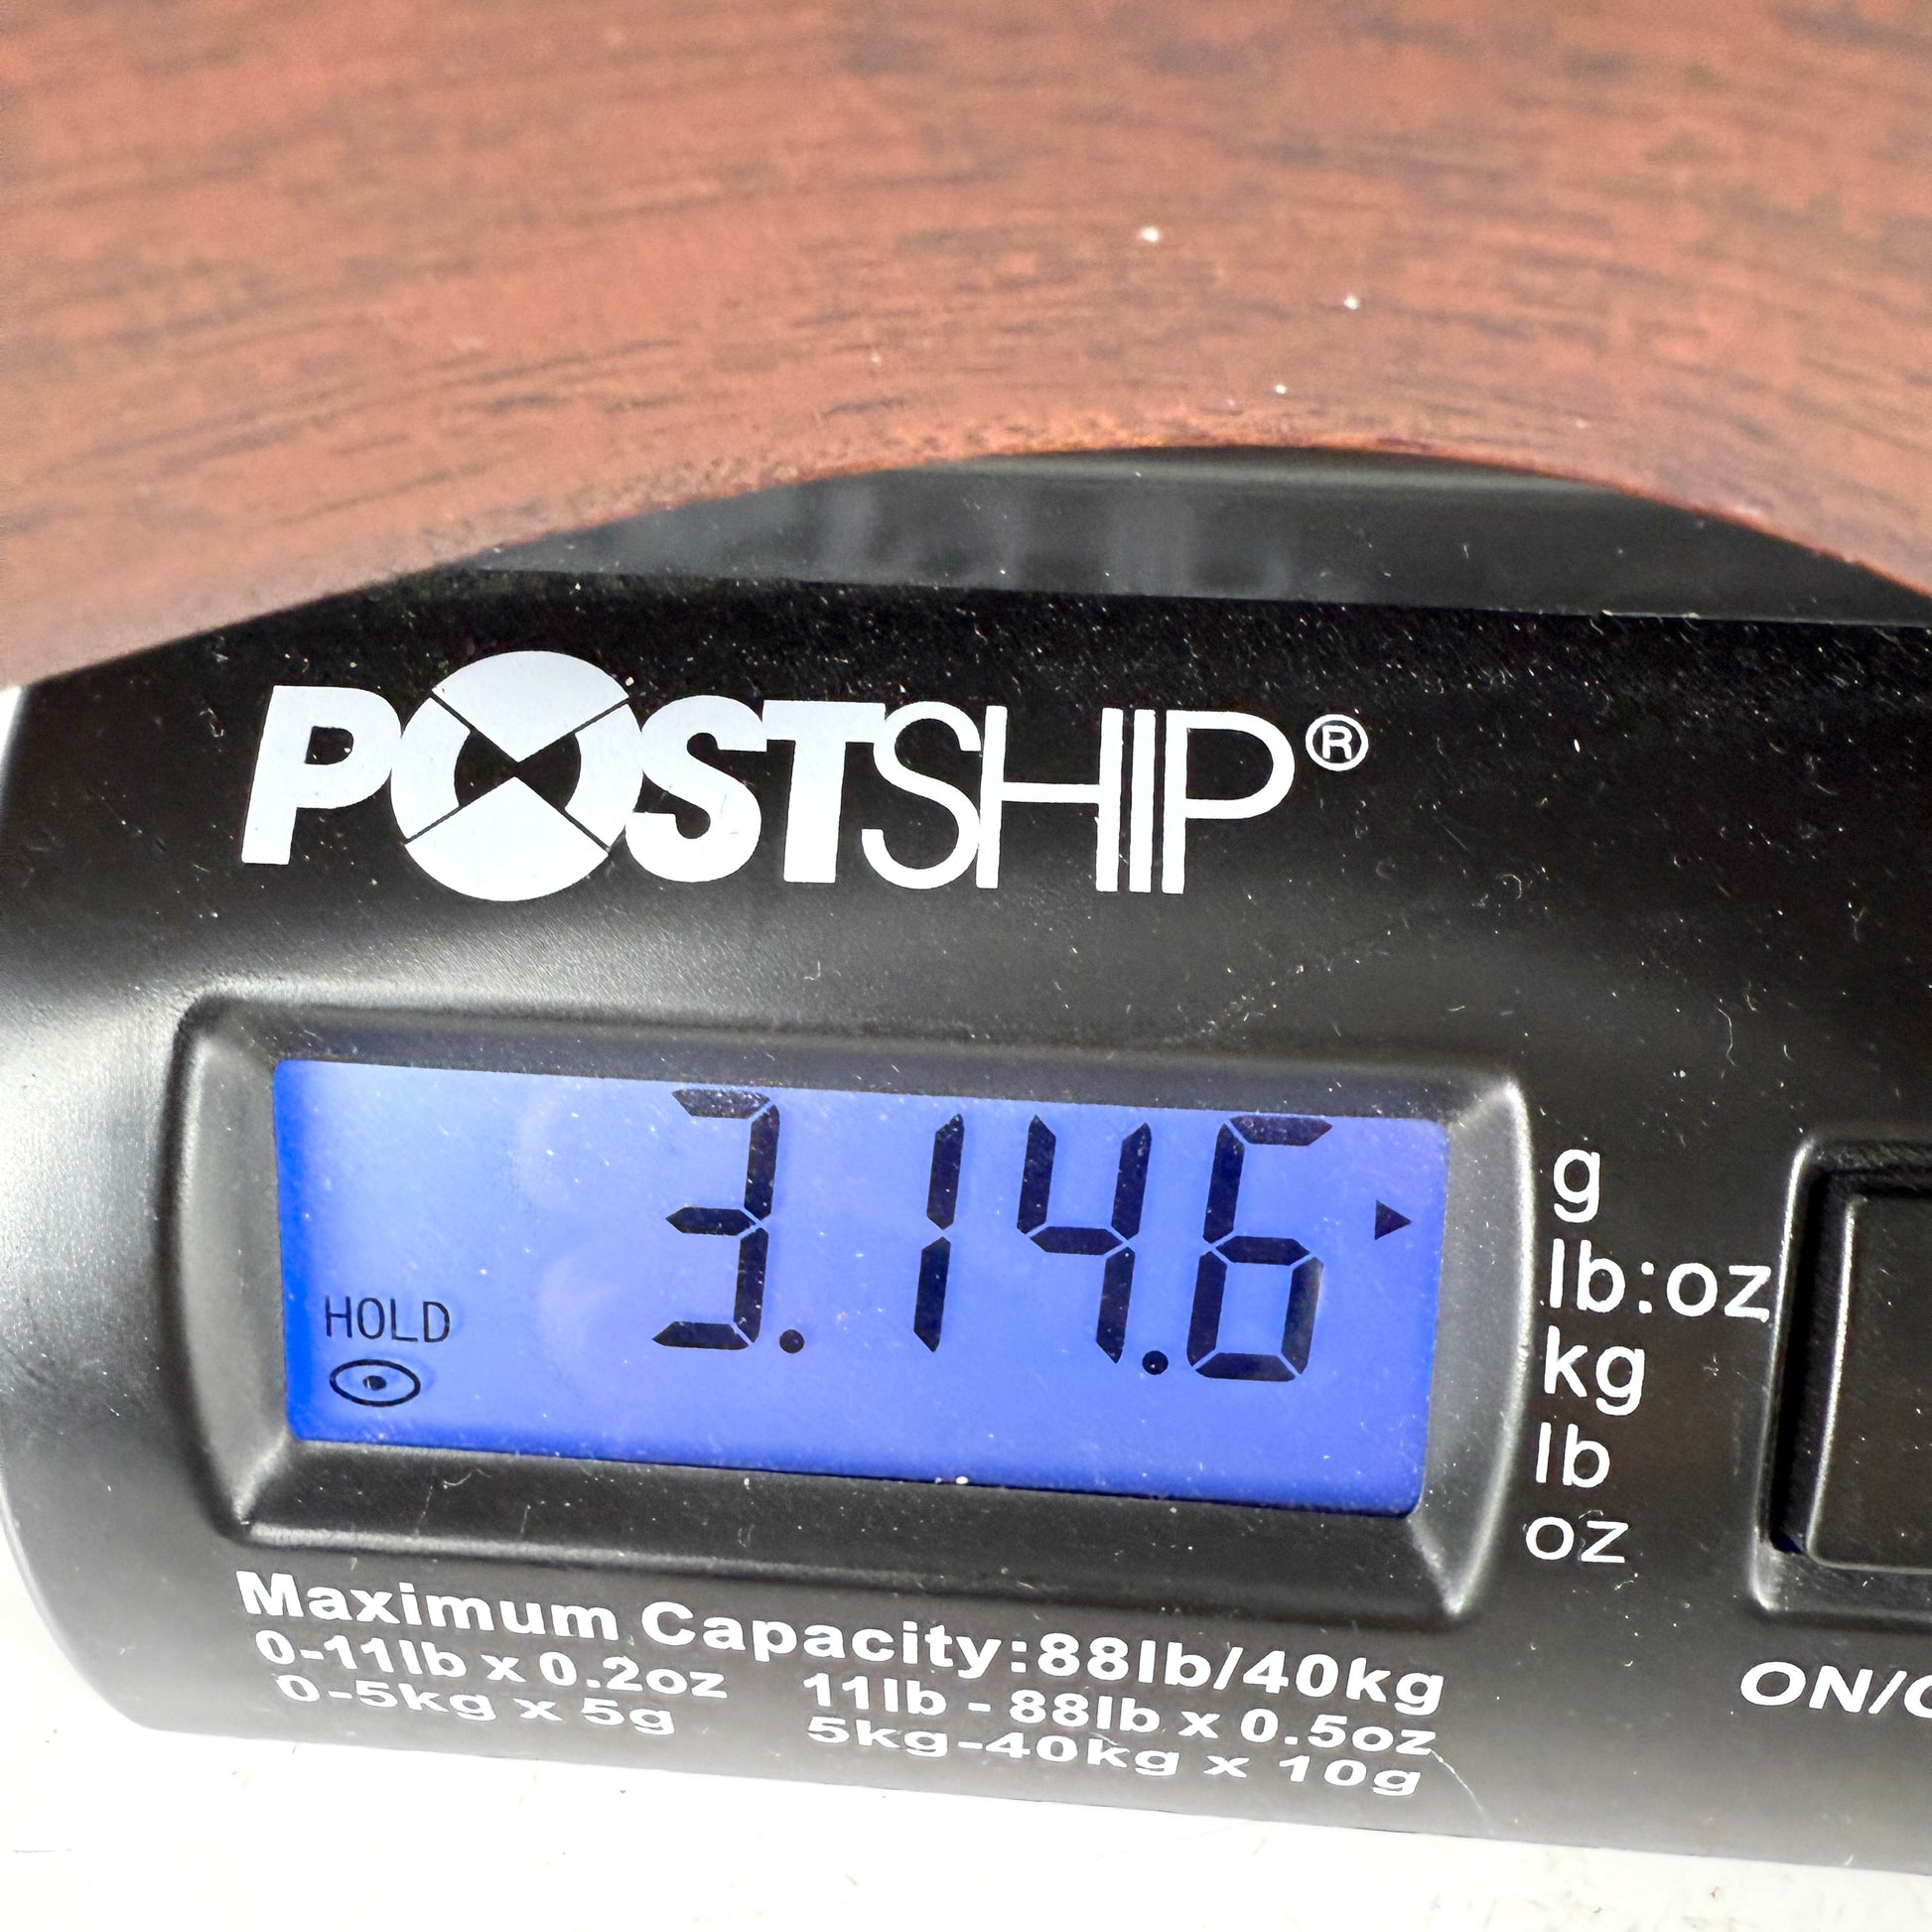 POSTSHIP®
3.14.6
HOLD
g
lb:oz
kg
lb
oz
Maximum Capacity:88lb/40kg
0-11lb x 0.2oz 11lb - 88lb x 0.5oz
0-5kg x 5g 5kg-40kg x 10g
ON/